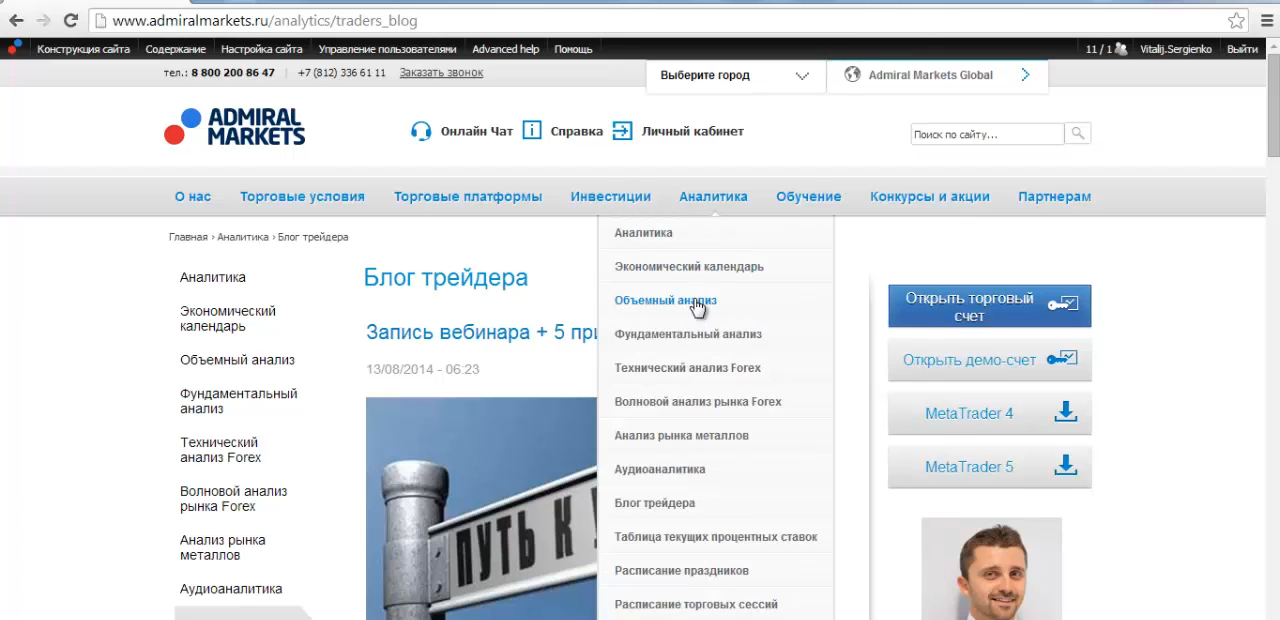 www.admiralmarkets.ru/analytics/traders_blog
Конструкция сайта Содержание Настройка сайта Управление пользователями Advanced help Помощь 11 / 1 Vitalij.Sergienko Выйти
тел.: 8 800 200 86 47 | +7 (812) 336 61 11 Заказать звонок
Выберите город
Admiral Markets Global
ADMIRAL
MARKETS
Онлайн Чат
Справка
Личный кабинет
Поиск по сайту...
О нас Торговые условия Торговые платформы Инвестиции Аналитика Обучение Конкурсы и акции Партнерам
Главная › Аналитика › Блог трейдера
Аналитика
Экономический
календарь
Объемный анализ
Фундаментальный
анализ
Технический
анализ Forex
Волновой анализ
рынка Forex
Анализ рынка
металлов
Аудиоаналитика
Блог трейдера
Запись вебинара + 5 при
13/08/2014 - 06:23
ПУТЬ К
Аналитика
Экономический календарь
Объемный анализ
Фундаментальный анализ
Технический анализ Forex
Волновой анализ рынка Forex
Анализ рынка металлов
Аудиоаналитика
Блог трейдера
Таблица текущих процентных ставок
Расписание праздников
Расписание торговых сессий
Открыть торговый
счет
Открыть демо-счет
MetaTrader 4
MetaTrader 5